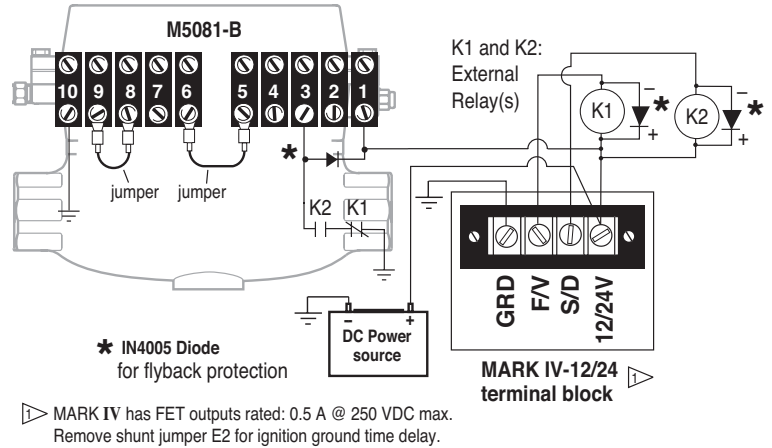 M5081-B
10 9 8 7 6 5 4 3 2 1
K1 and K2:
External
Relay(s)
K1
K2
–
–
*
*
+
+
*
jumper
jumper
K2 K1
GRD
F/V
S/D
12/24V
– +
DC Power
source
* IN4005 Diode
for flyback protection
MARK IV-12/24
terminal block
1
1 MARK IV has FET outputs rated: 0.5 A @ 250 VDC max.
Remove shunt jumper E2 for ignition ground time delay.